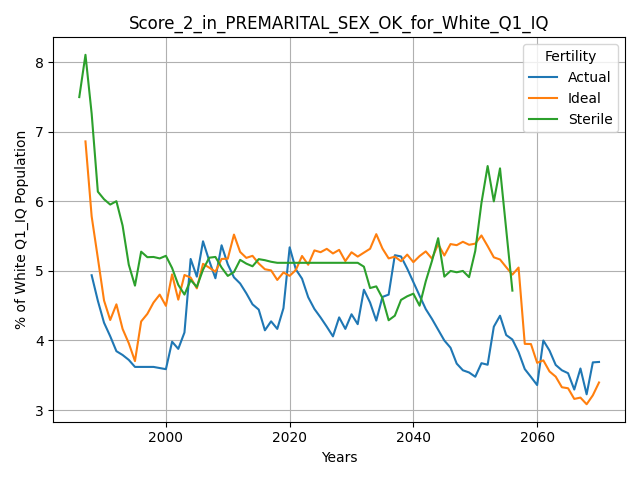 Score_2_in_PREMARITAL_SEX_OK_for_White_Q1_IQ
Fertility
Actual
Ideal
Sterile
% of White Q1_IQ Population
8
7
6
5
4
3
2000
2020
2040
2060
Years